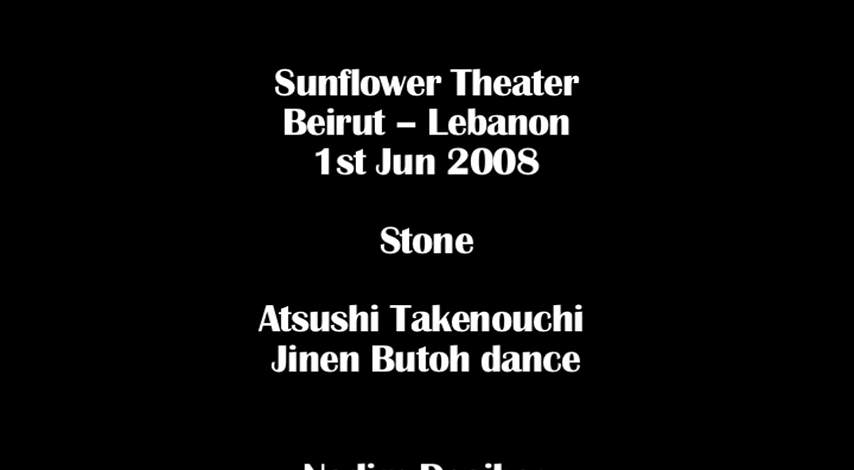 Sunflower Theater
Beirut – Lebanon
1st Jun 2008
Stone
Atsushi Takenouchi
Jinen Butoh dance